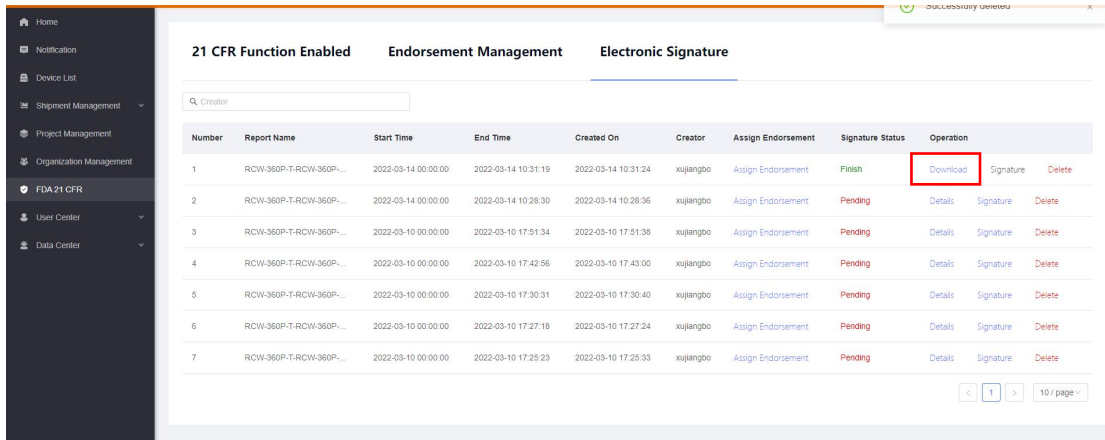 Successfully deleted
Home
Notification
Device List
Shipment Management
Project Management
Organization Management
FDA 21 CFR
User Center
Data Center
21 CFR Function Enabled Endorsement Management Electronic Signature
Creator
Number Report Name Start Time End Time Created On Creator Assign Endorsement Signature Status Operation
1 RCW-360P-T-RCW-360P-... 2022-03-14 00:00:00 2022-03-14 10:31:19 2022-03-14 10:31:24 xujiangbo Assign Endorsement Finish Download Signature Delete
2 RCW-360P-T-RCW-360P-... 2022-03-14 00:00:00 2022-03-14 10:28:30 2022-03-14 10:28:36 xujiangbo Assign Endorsement Pending Details Signature Delete
3 RCW-360P-T-RCW-360P-... 2022-03-10 00:00:00 2022-03-10 17:51:34 2022-03-10 17:51:38 xujiangbo Assign Endorsement Pending Details Signature Delete
4 RCW-360P-T-RCW-360P-... 2022-03-10 00:00:00 2022-03-10 17:42:56 2022-03-10 17:43:00 xujiangbo Assign Endorsement Pending Details Signature Delete
5 RCW-360P-T-RCW-360P-... 2022-03-10 00:00:00 2022-03-10 17:30:31 2022-03-10 17:30:40 xujiangbo Assign Endorsement Pending Details Signature Delete
6 RCW-360P-T-RCW-360P-... 2022-03-10 00:00:00 2022-03-10 17:27:18 2022-03-10 17:27:24 xujiangbo Assign Endorsement Pending Details Signature Delete
7 RCW-360P-T-RCW-360P-... 2022-03-10 00:00:00 2022-03-10 17:25:23 2022-03-10 17:25:33 xujiangbo Assign Endorsement Pending Details Signature Delete
< 1 > 10 / page